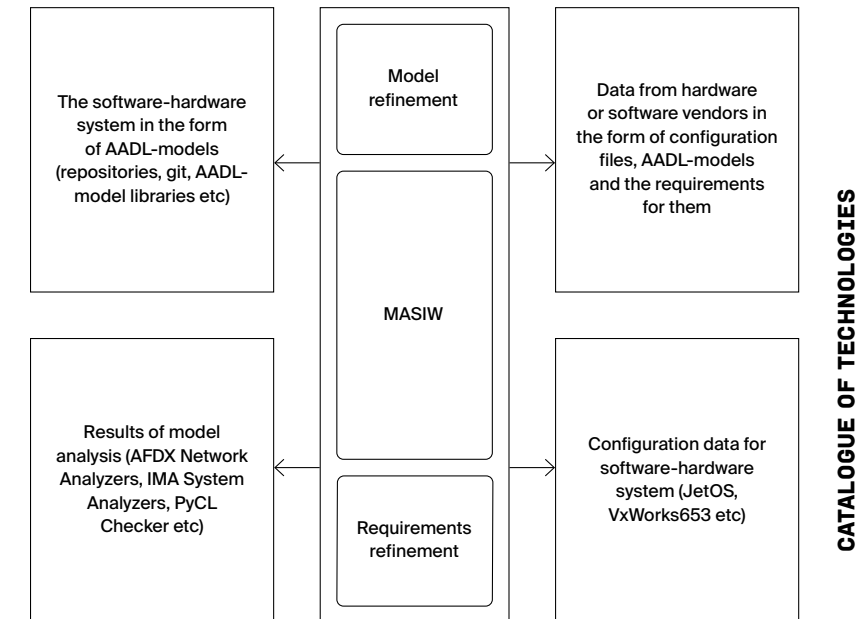 The software-hardware
system in the form
of AADL-models
(repositories, git, AADL-
model libraries etc)
Model
refinement
Data from hardware
or software vendors in
the form of configuration
files, AADL-models
and the requirements
for them
MASIW
Results of model
analysis (AFDX Network
Analyzers, IMA System
Analyzers, PyCL
Checker etc)
Requirements
refinement
Configuration data for
software-hardware
system (JetOS,
VxWorks653 etc)
CATALOGUE OF TECHNOLOGIES